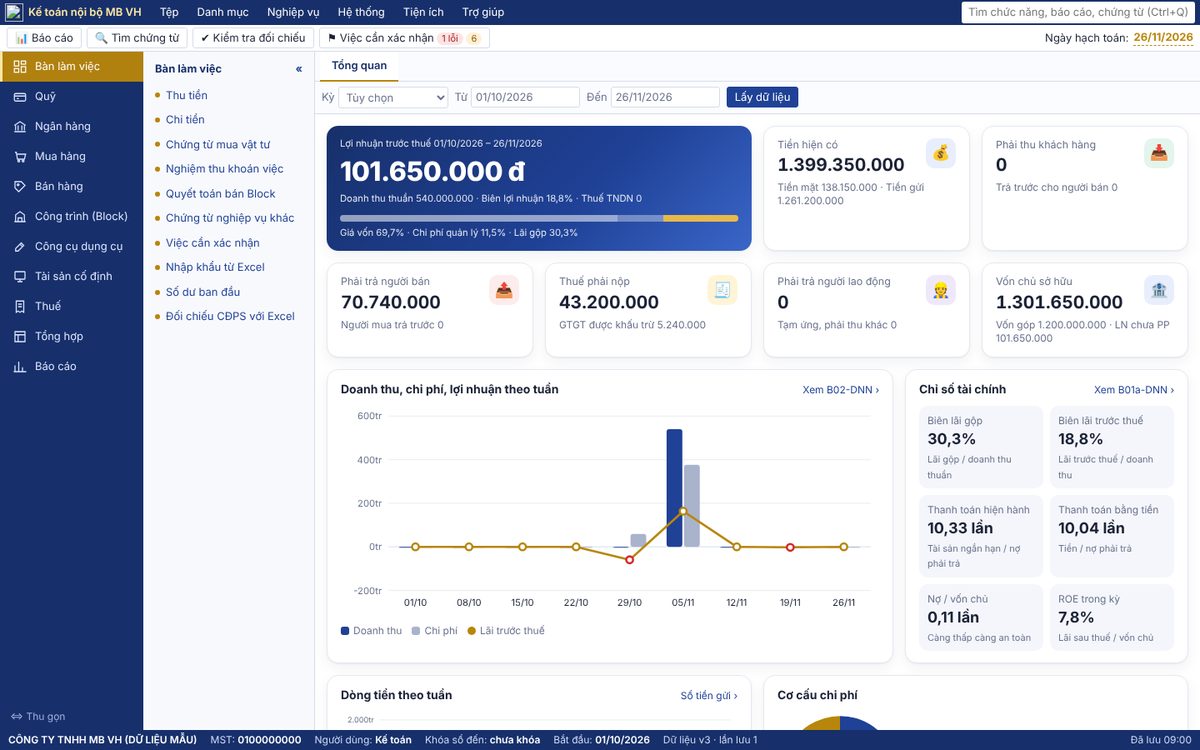 Kế toán nội bộ MB VH Tệp Danh mục Nghiệp vụ Hệ thống Tiện ích Trợ giúp Tìm chức năng, báo cáo, chứng từ (Ctrl+Q)
Báo cáo Tìm chứng từ ✔ Kiểm tra đối chiếu Việc cần xác nhận 1 lỗi 6 Ngày hạch toán: 26/11/2026
Bàn làm việc
Quỹ
Ngân hàng
Mua hàng
Bán hàng
Công trình (Block)
Công cụ dụng cụ
Tài sản cố định
Thuế
Tổng hợp
Báo cáo
⇔ Thu gọn
Bàn làm việc «
Thu tiền
Chi tiền
Chứng từ mua vật tư
Nghiệm thu khoán việc
Quyết toán bán Block
Chứng từ nghiệp vụ khác
Việc cần xác nhận
Nhập khẩu từ Excel
Số dư ban đầu
Đối chiếu CĐPS với Excel
Tổng quan
Kỳ Tùy chọn Từ 01/10/2026 Đến 26/11/2026 Lấy dữ liệu
Lợi nhuận trước thuế 01/10/2026 – 26/11/2026
101.650.000 đ
Doanh thu thuần 540.000.000 · Biên lợi nhuận 18,8% · Thuế TNDN 0
Giá vốn 69,7% · Chi phí quản lý 11,5% · Lãi gộp 30,3%
Tiền hiện có
1.399.350.000
Tiền mặt 138.150.000 · Tiền gửi
1.261.200.000
Phải thu khách hàng
0
Trả trước cho người bán 0
Phải trả người bán
70.740.000
Người mua trả trước 0
Thuế phải nộp
43.200.000
GTGT được khấu trừ 5.240.000
Phải trả người lao động
0
Tạm ứng, phải thu khác 0
Vốn chủ sở hữu
1.301.650.000
Vốn góp 1.200.000.000 · LN chưa PP
101.650.000
Doanh thu, chi phí, lợi nhuận theo tuần Xem B02-DNN ›
600tr
400tr
200tr
0tr
-200tr
01/10 08/10 15/10 22/10 29/10 05/11 12/11 19/11 26/11
Doanh thu Chi phí Lãi trước thuế
Chỉ số tài chính Xem B01a-DNN ›
Biên lãi gộp
30,3%
Lãi gộp / doanh thu
thuần
Biên lãi trước thuế
18,8%
Lãi trước thuế / doanh
thu
Thanh toán hiện hành
10,33 lần
Tài sản ngắn hạn / nợ
phải trả
Thanh toán bằng tiền
10,04 lần
Tiền / nợ phải trả
Nợ / vốn chủ
0,11 lần
Càng thấp càng an toàn
ROE trong kỳ
7,8%
Lãi sau thuế / vốn chủ
Dòng tiền theo tuần Sổ tiền gửi ›
2.000tr
Cơ cấu chi phí
CÔNG TY TNHH MB VH (DỮ LIỆU MẪU) MST: 0100000000 Người dùng: Kế toán Khóa sổ đến: chưa khóa Bắt đầu: 01/10/2026 Dữ liệu v3 · lần lưu 1 Đã lưu 09:00